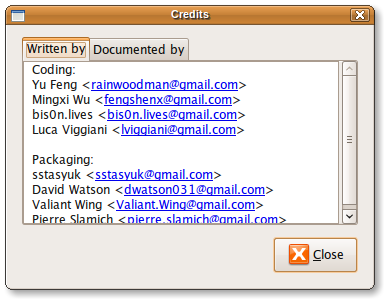 Credits
Written by
Documented by
Coding:
Yu Feng <rainwoodman@gmail.com>
Mingxi Wu <fengshenx@gmail.com>
bis0n.lives <bis0n.lives@gmail.com>
Luca Viggiani <lviggiani@gmail.com>
Packaging:
sstasyuk <sstasyuk@gmail.com>
David Watson <dwatson031@gmail.com>
Valiant Wing <Valiant.Wing@gmail.com>
Pierre Slamich <pierre.slamich@gmail.com>
Close